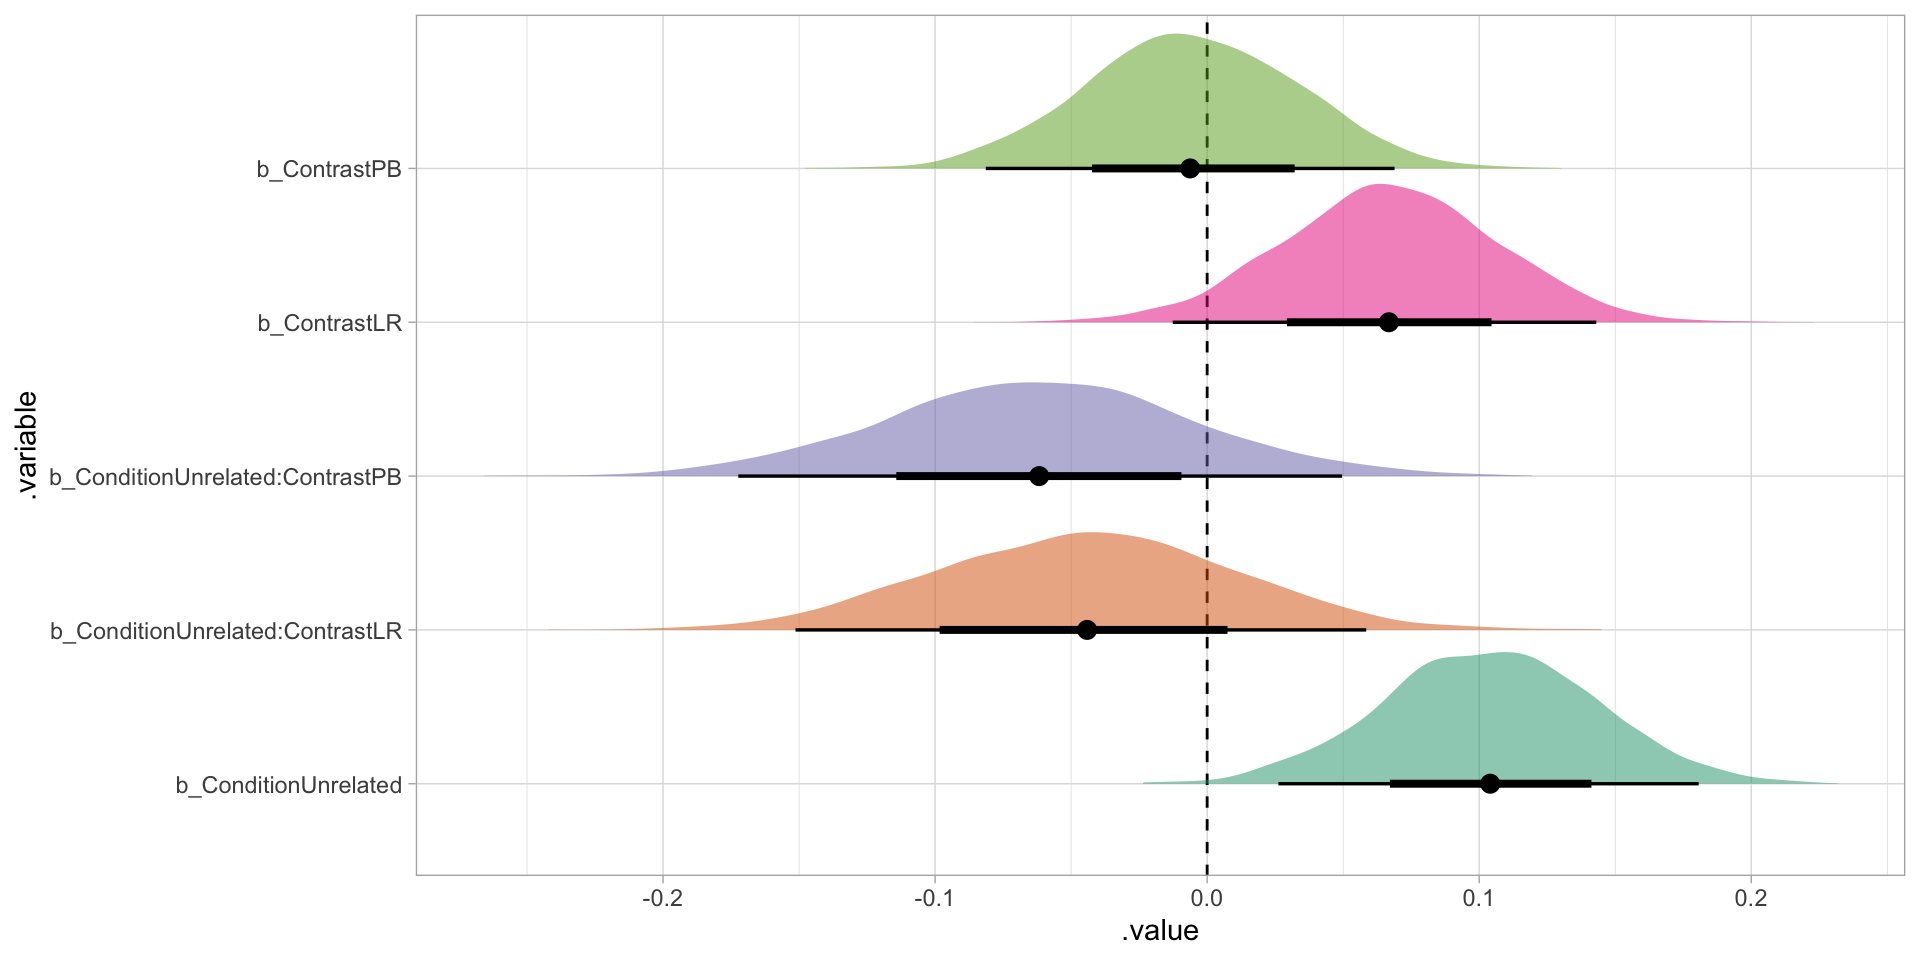 b_ContrastPB
b_ContrastLR
b_ConditionUnrelated:ContrastPB
b_ConditionUnrelated:ContrastLR
b_ConditionUnrelated
.variable
-0.2
-0.1
0.0
0.1
0.2
.value